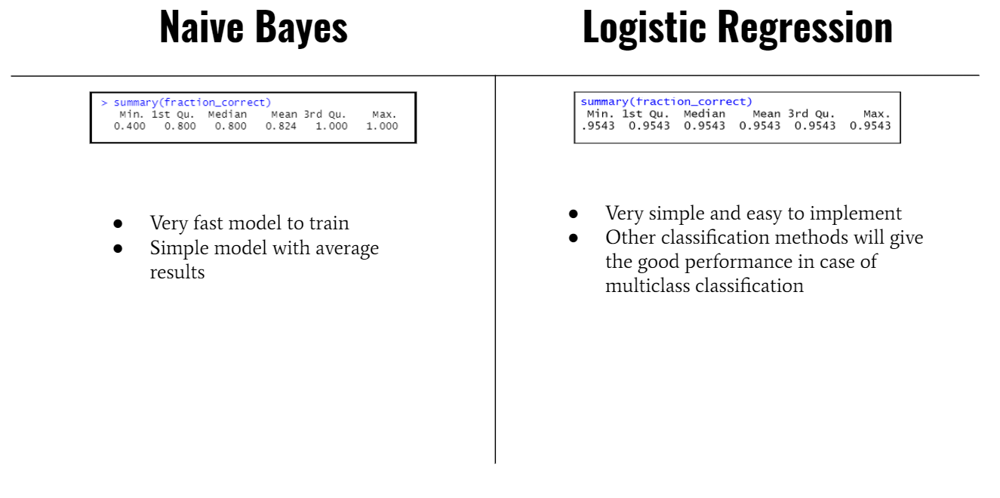 Naive Bayes
> summary(fraction_correct)
Min. 1st Qu. Median Mean 3rd Qu. Max.
0.400 0.800 0.800 0.824 1.000 1.000
● Very fast model to train
● Simple model with average
results
Logistic Regression
summary(fraction_correct)
Min. 1st Qu. Median Mean 3rd Qu. Max.
.9543 0.9543 0.9543 0.9543 0.9543 0.9543
● Very simple and easy to implement
● Other classification methods will give
the good performance in case of
multiclass classification